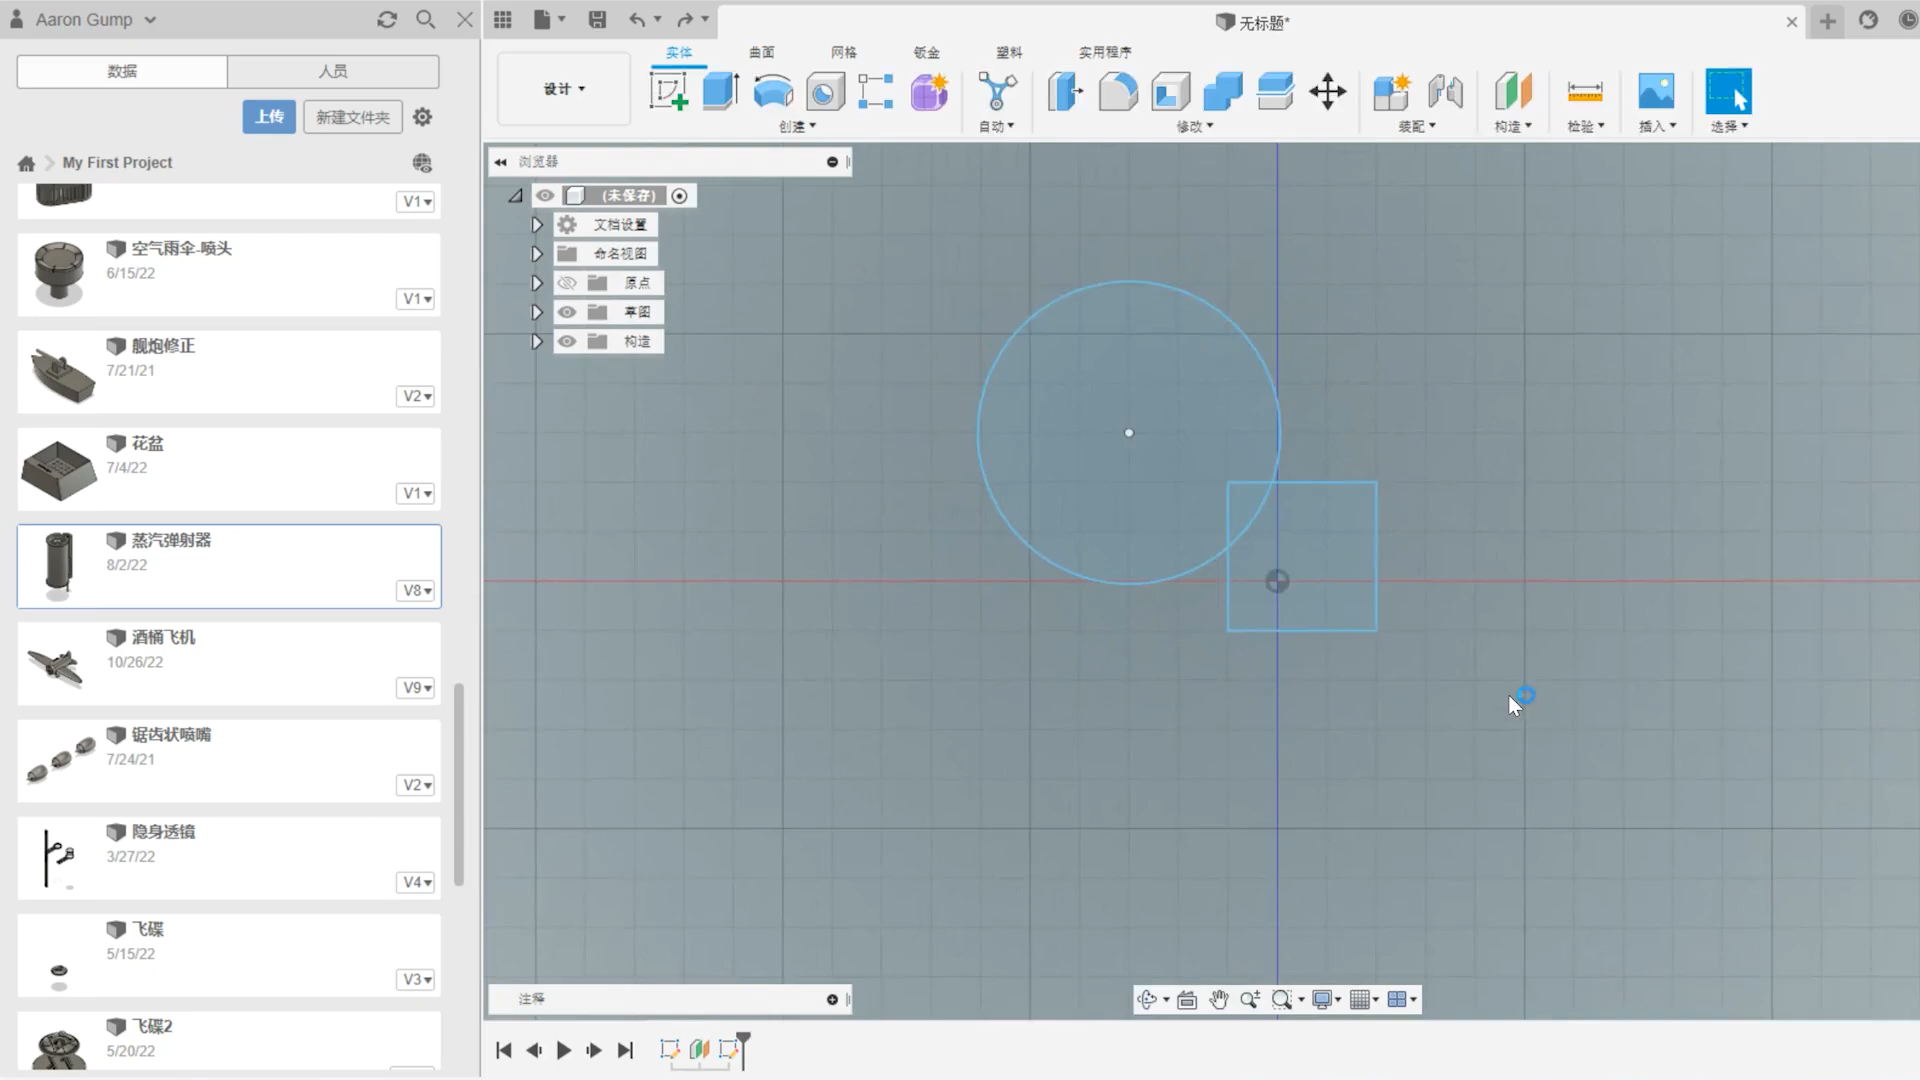 Aaron Gump
无标题*
数据
人员
上传
新建文件夹
My First Project
V1
空气雨伞-喷头
6/15/22
V1
舰炮修正
7/21/21
V2
花盆
7/4/22
V1
蒸汽弹射器
8/2/22
V8
酒桶飞机
10/26/22
V9
锯齿状喷嘴
7/24/21
V2
隐身透镜
3/27/22
V4
飞碟
5/15/22
V3
飞碟2
5/20/22
实体 曲面 网格 钣金 塑料 实用程序
设计
创建 自动 修改 装配 构造 检验 插入 选择
浏览器
(未保存)
文档设置
命名视图
原点
草图
构造
注释